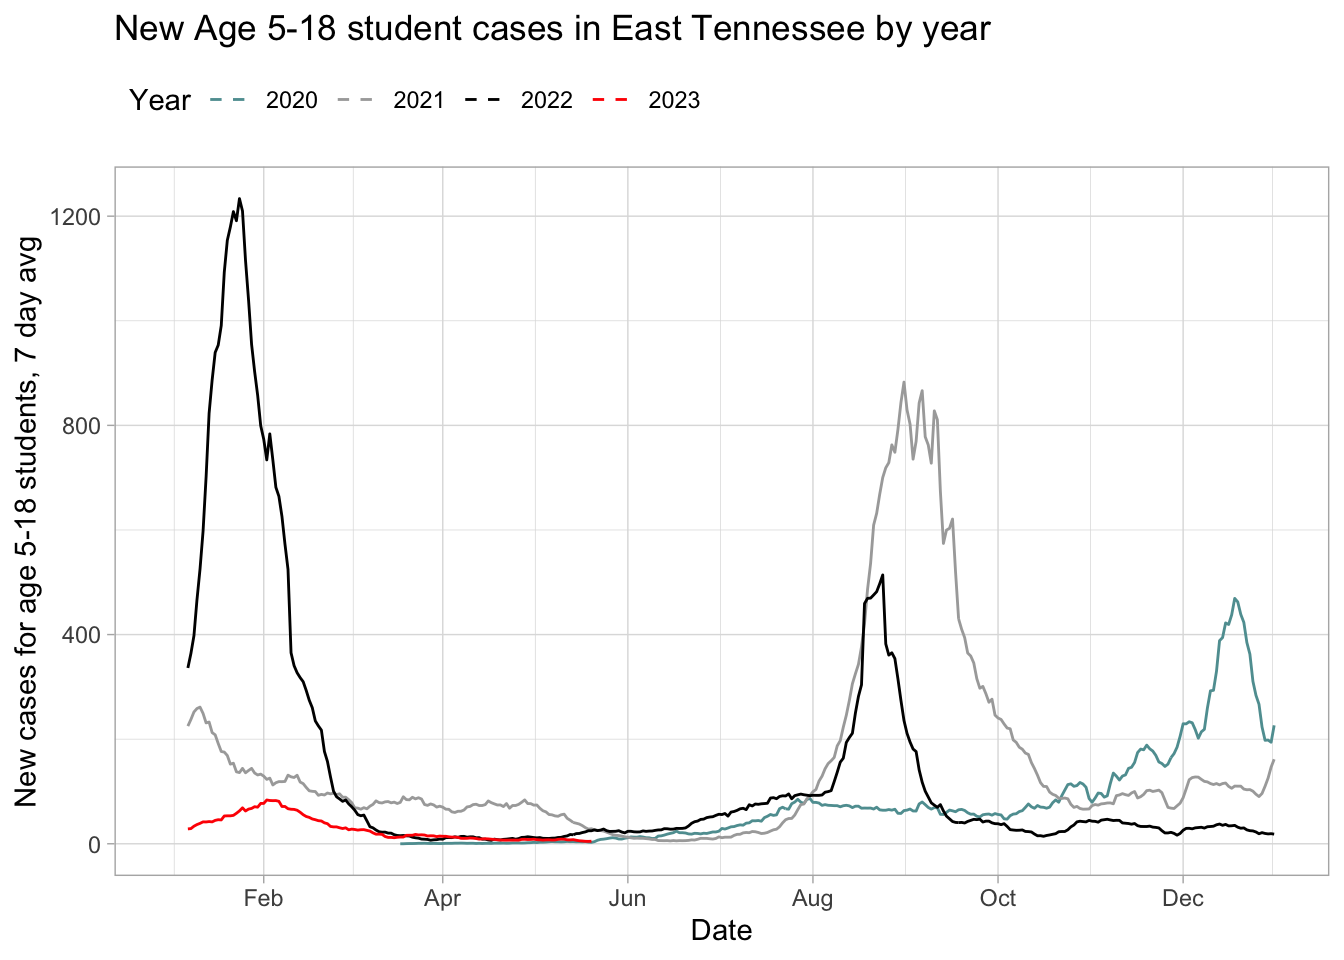 New Age 5-18 student cases in East Tennessee by year
Year 2020 2021 2022 2023
New cases for age 5-18 students, 7 day avg
1200
800
400
0
Feb Apr Jun Aug Oct Dec
Date